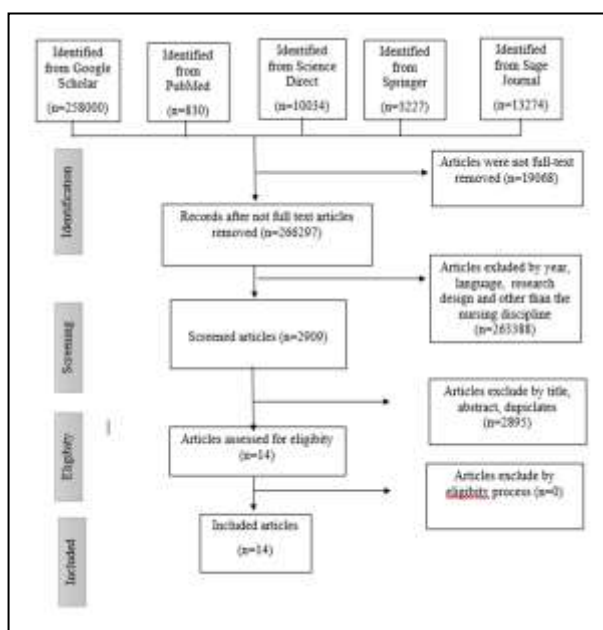 Identified
from Google
Scholar
(n=258000)
Identified
from
PubMed
(n=830)
Identified
from Science
Direct
(n=10034)
Identified
from
Springer
(n=3227)
Identified
from Sage
Journal
(n=13274)
Identification
Articles were not full-text
removed (n=19068)
Records after not full text articles
removed (n=266297)
Articles exluded by year,
language, research
design and other than the
nursing discipline
(n=263388)
Screening
Screened articles (n=2909)
Articles exclude by title,
abstract, dupiclates
(n=2895)
Eligibity
Articles assessed for eligibity
(n=14)
Articles exclude by
eligibity process (n=0)
Included
Included articles
(n=14)